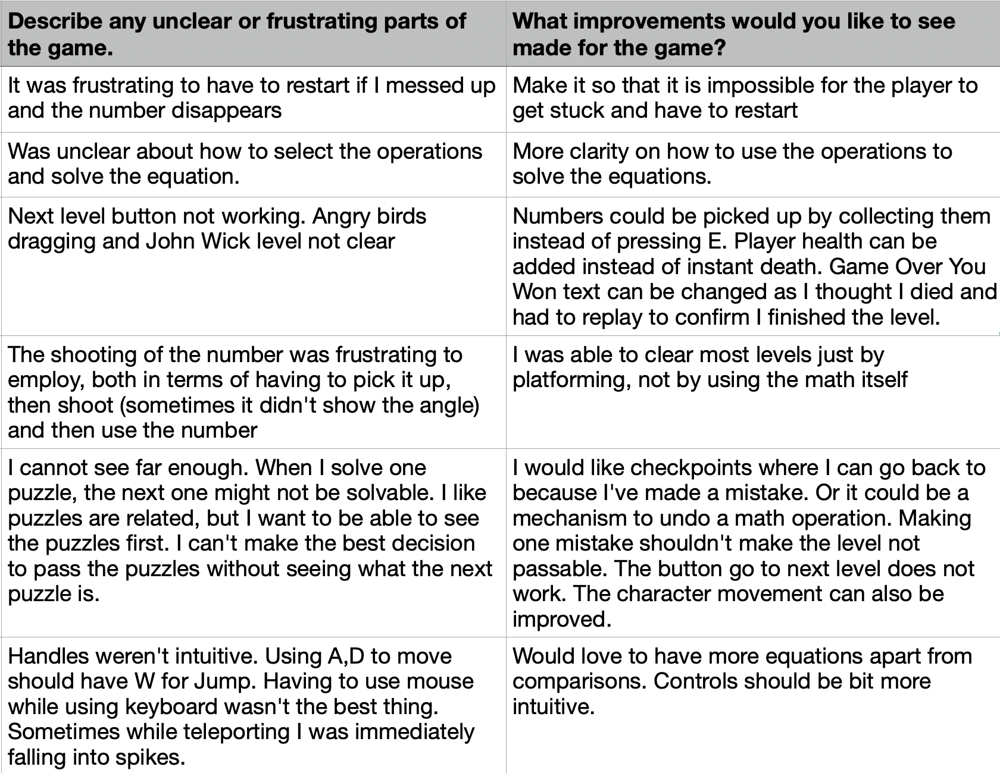 Describe any unclear or frustrating parts of
the game.
What improvements would you like to see
made for the game?
It was frustrating to have to restart if I messed up
and the number disappears
Make it so that it is impossible for the player to
get stuck and have to restart
Was unclear about how to select the operations
and solve the equation.
More clarity on how to use the operations to
solve the equations.
Next level button not working. Angry birds
dragging and John Wick level not clear
Numbers could be picked up by collecting them
instead of pressing E. Player health can be
added instead of instant death. Game Over You
Won text can be changed as I thought I died and
had to replay to confirm I finished the level.
The shooting of the number was frustrating to
employ, both in terms of having to pick it up,
then shoot (sometimes it didn't show the angle)
and then use the number
I was able to clear most levels just by
platforming, not by using the math itself
I cannot see far enough. When I solve one
puzzle, the next one might not be solvable. I like
puzzles are related, but I want to be able to see
the puzzles first. I can't make the best decision
to pass the puzzles without seeing what the next
puzzle is.
I would like checkpoints where I can go back to
because I've made a mistake. Or it could be a
mechanism to undo a math operation. Making
one mistake shouldn't make the level not
passable. The button go to next level does not
work. The character movement can also be
improved.
Handles weren't intuitive. Using A,D to move
should have W for Jump. Having to use mouse
while using keyboard wasn't the best thing.
Sometimes while teleporting I was immediately
falling into spikes.
Would love to have more equations apart from
comparisons. Controls should be bit more
intuitive.